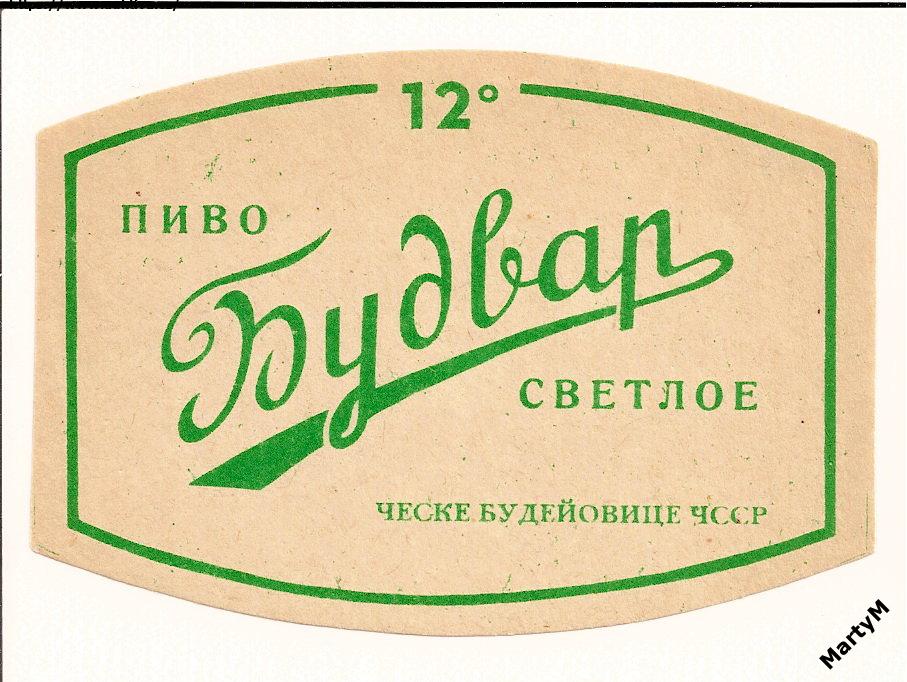 12°
ПИВО
Будвар
СВЕТЛОЕ
ЧЕСКЕ БУДЕЙОВИЦЕ ЧССР
MartyM